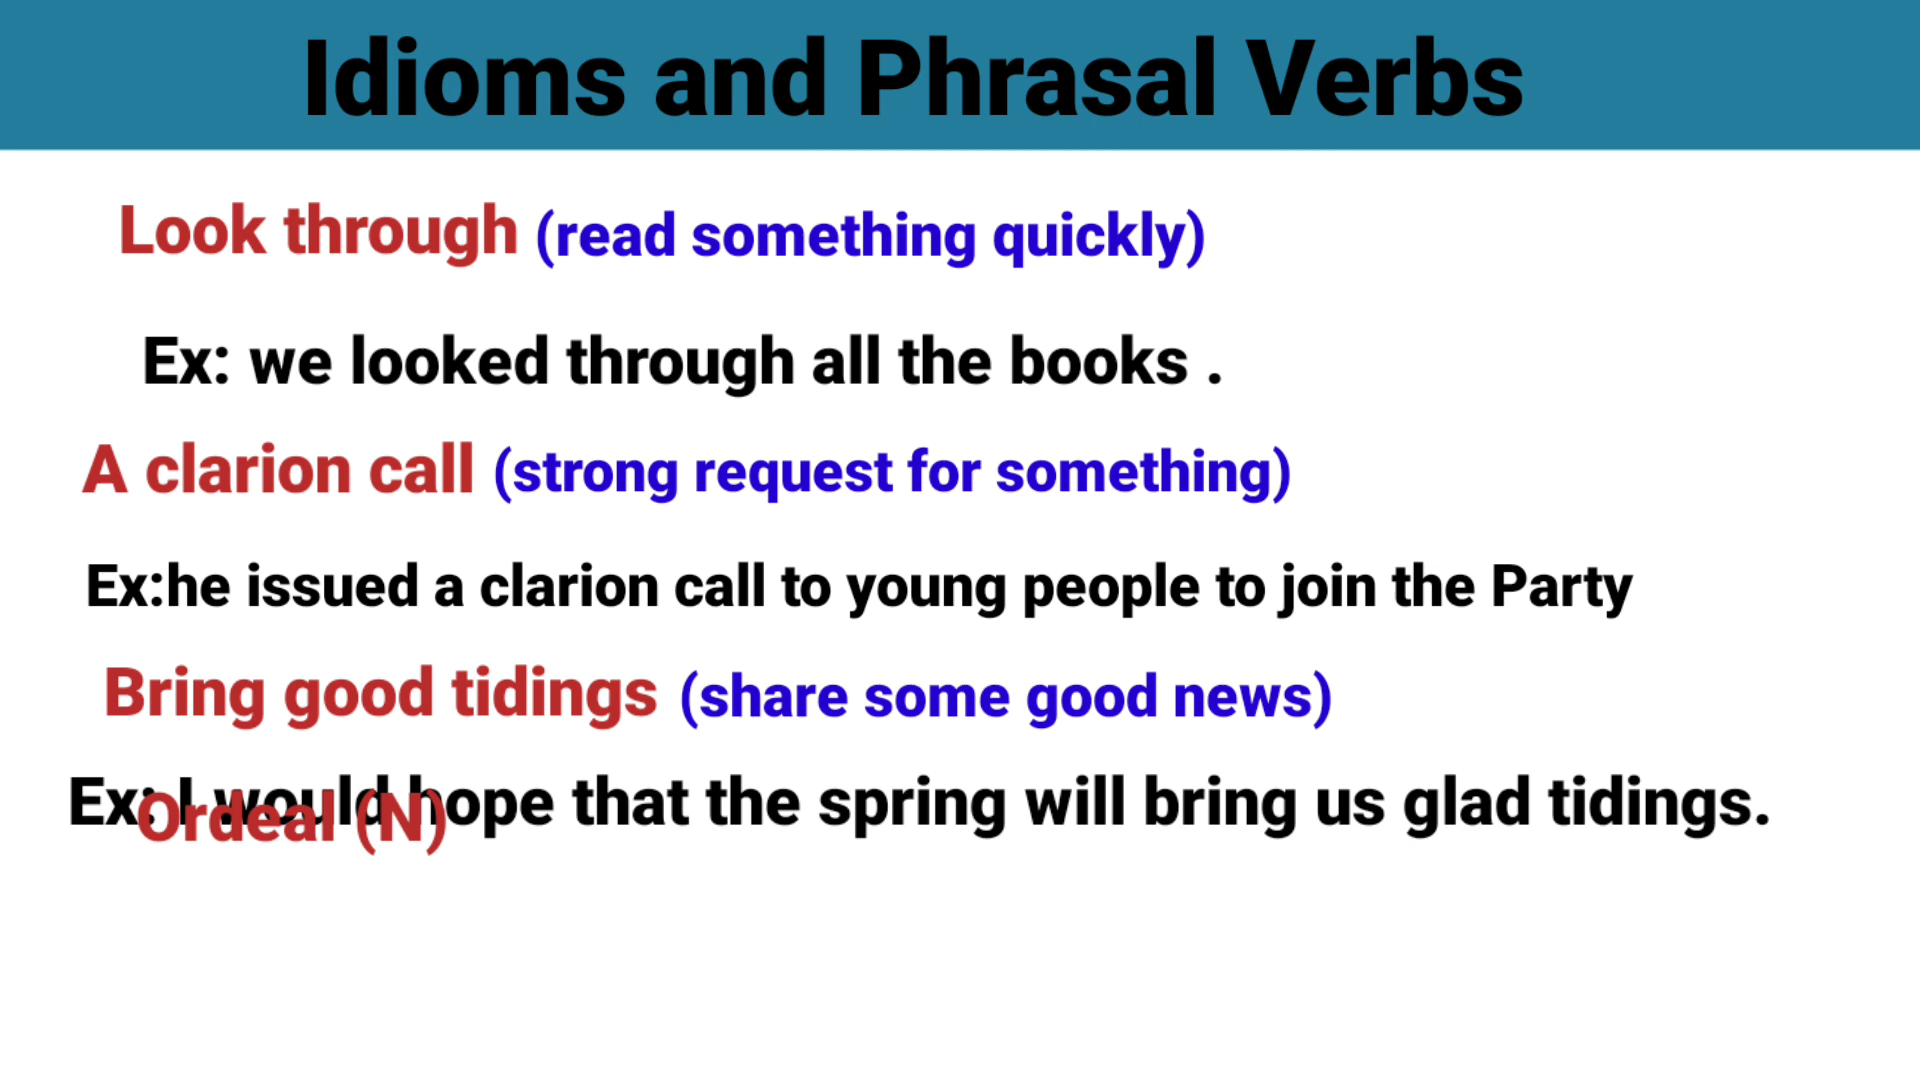 Idioms and Phrasal Verbs
Look through (read something quickly)
Ex: we looked through all the books .
A clarion call (strong request for something)
Ex:he issued a clarion call to young people to join the Party
Bring good tidings (share some good news)
Ex: I would hope that the spring will bring us glad tidings.
Ordeal (N)